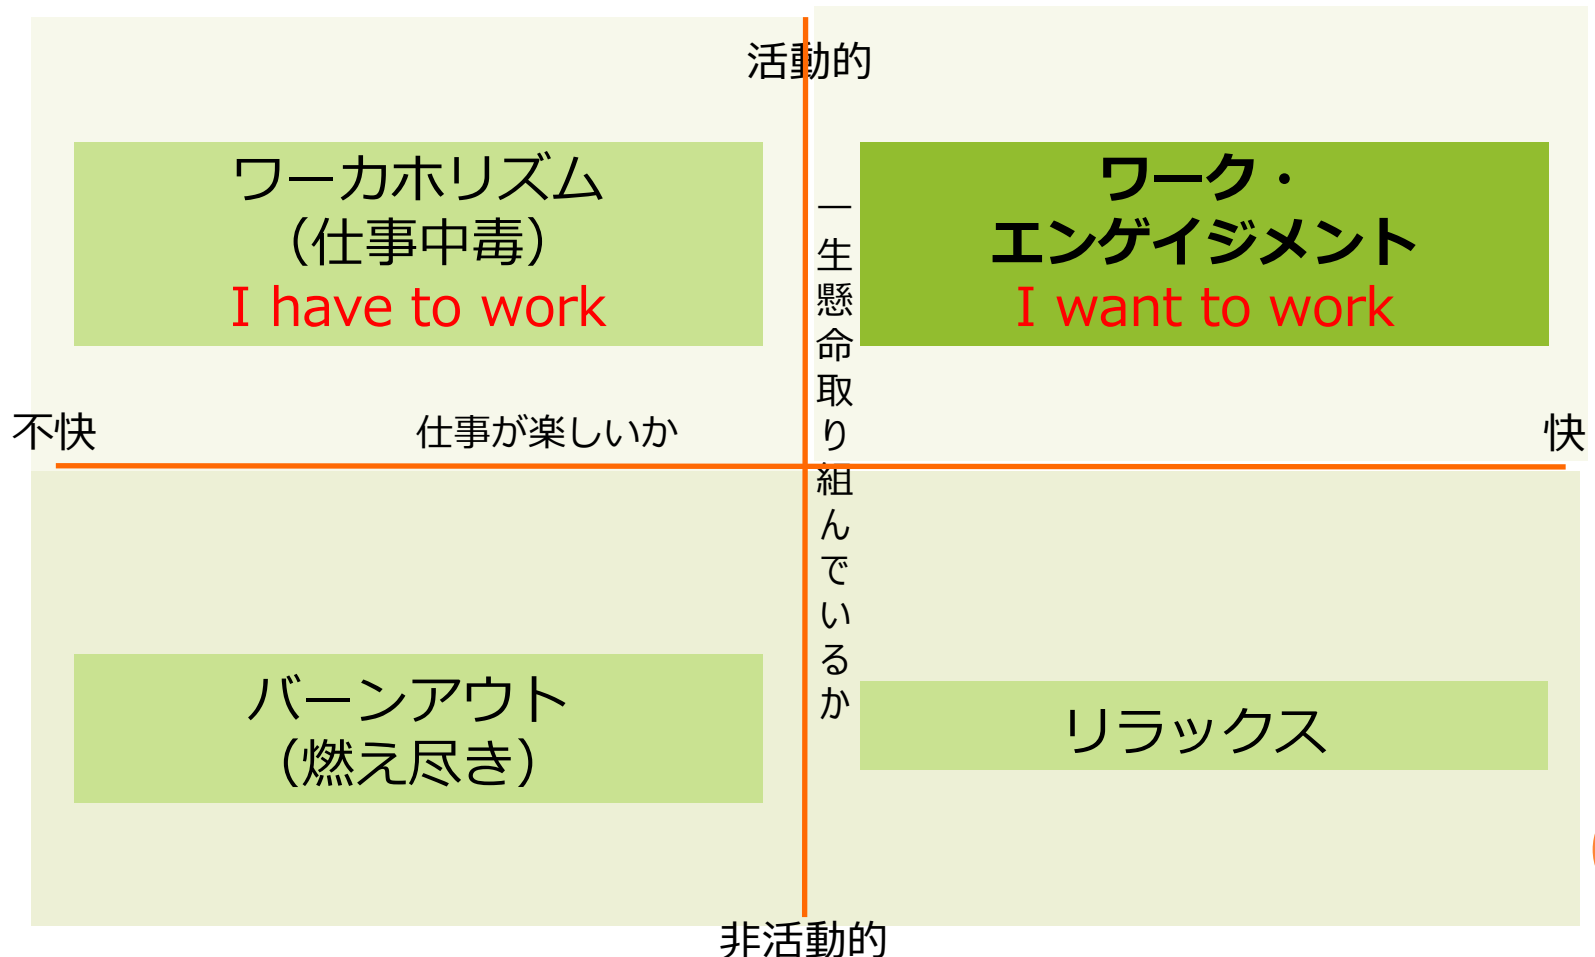 活動的
ワーカホリズム
（仕事中毒）
I have to work
ワーク・
エンゲイジメント
I want to work
一生懸命取り組んでいるか
不快
仕事が楽しいか
快
バーンアウト
（燃え尽き）
リラックス
非活動的